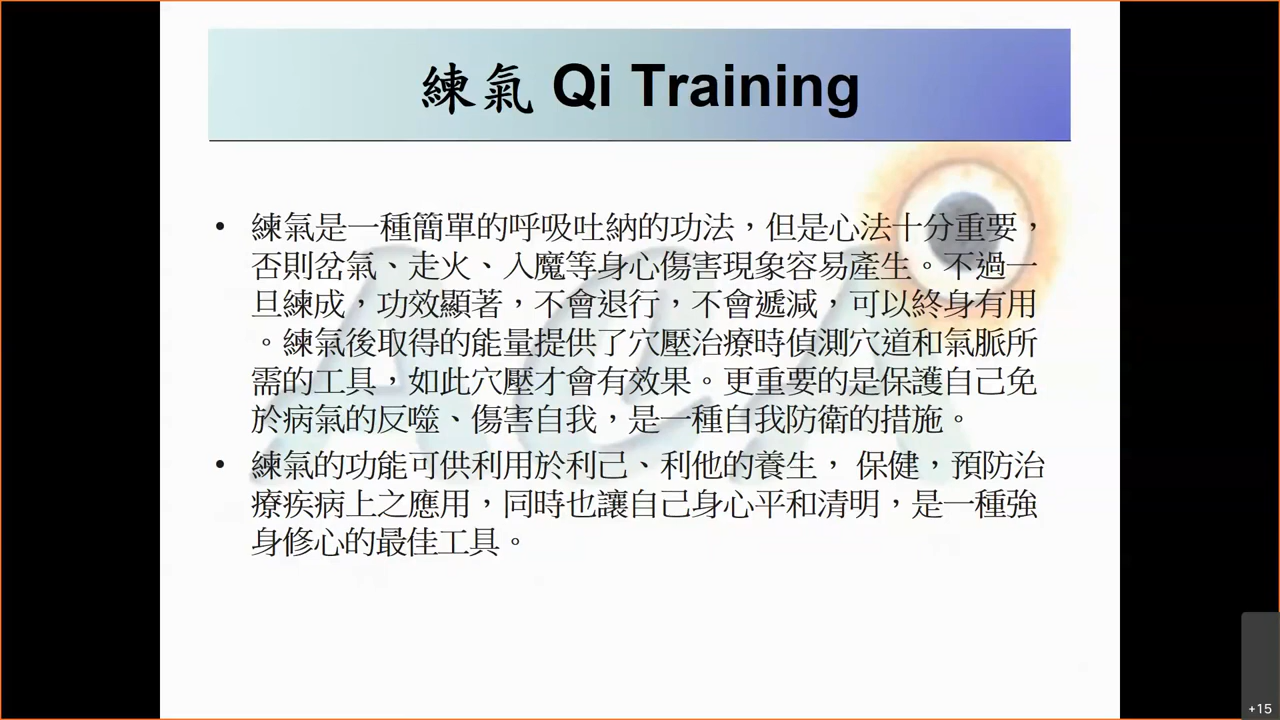 練氣 Qi Training
• 練氣是一種簡單的呼吸吐納的功法，但是心法十分重要，
否則岔氣、走火、入魔等身心傷害現象容易產生。不過一
旦練成，功效顯著，不會退行，不會遞減，可以終身有用
。練氣後取得的能量提供了穴壓治療時偵測穴道和氣脈所
需的工具，如此穴壓才會有效果。更重要的是保護自己免
於病氣的反噬、傷害自我，是一種自我防衛的措施。
• 練氣的功能可供利用於利己、利他的養生， 保健，預防治
療疾病上之應用，同時也讓自己身心平和清明，是一種強
身修心的最佳工具。
ACA
+15